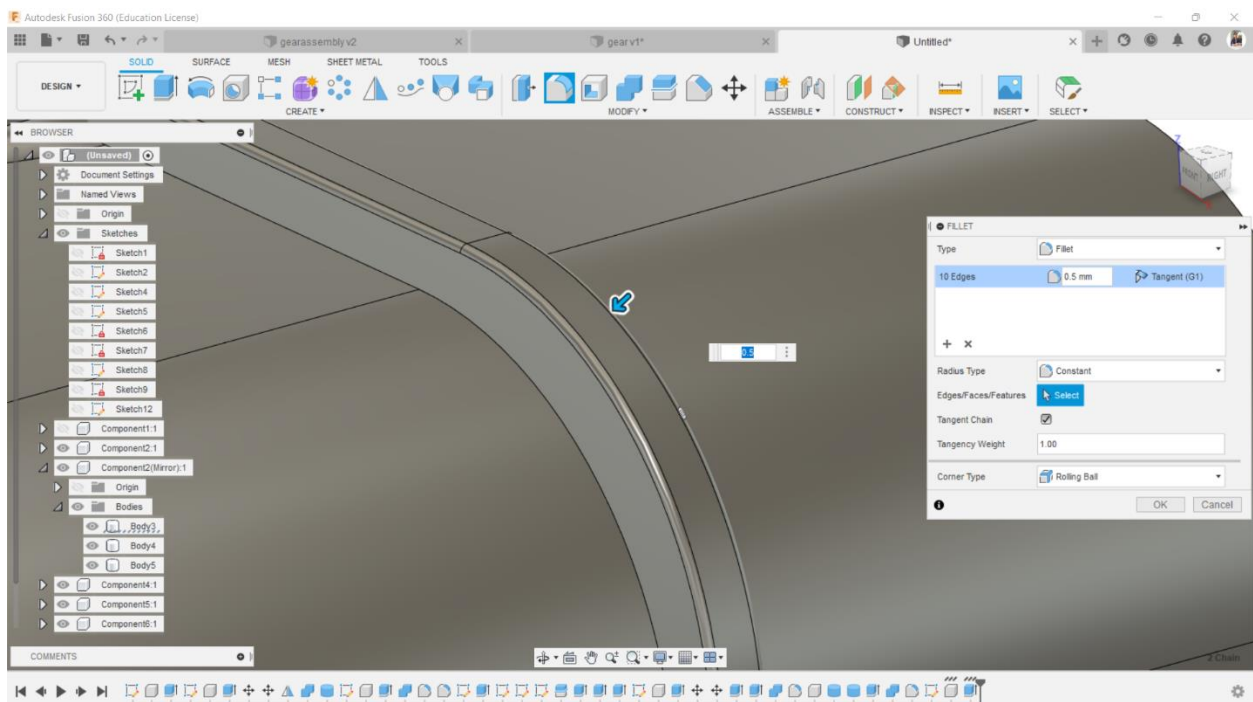 Autodesk Fusion 360 (Education License)
gearassembly v2
gear v1*
Untitled*
SOLID SURFACE MESH SHEET METAL TOOLS
DESIGN
CREATE MODIFY ASSEMBLE CONSTRUCT INSPECT INSERT SELECT
BROWSER
(Unsaved)
Document Settings
Named Views
Origin
Sketches
Sketch1
Sketch2
Sketch4
Sketch5
Sketch6
Sketch7
Sketch8
Sketch9
Sketch12
Component1:1
Component2:1
Component2(Mirror):1
Origin
Bodies
Body3
Body4
Body5
Component4:1
Component5:1
Component6:1
COMMENTS
0.5
Z
FRONT RIGHT
FILLET
Type Fillet
10 Edges 0.5 mm Tangent (G1)
Radius Type Constant
Edges/Faces/Features Select
Tangent Chain
Tangency Weight 1.00
Corner Type Rolling Ball
OK Cancel
2 Chain